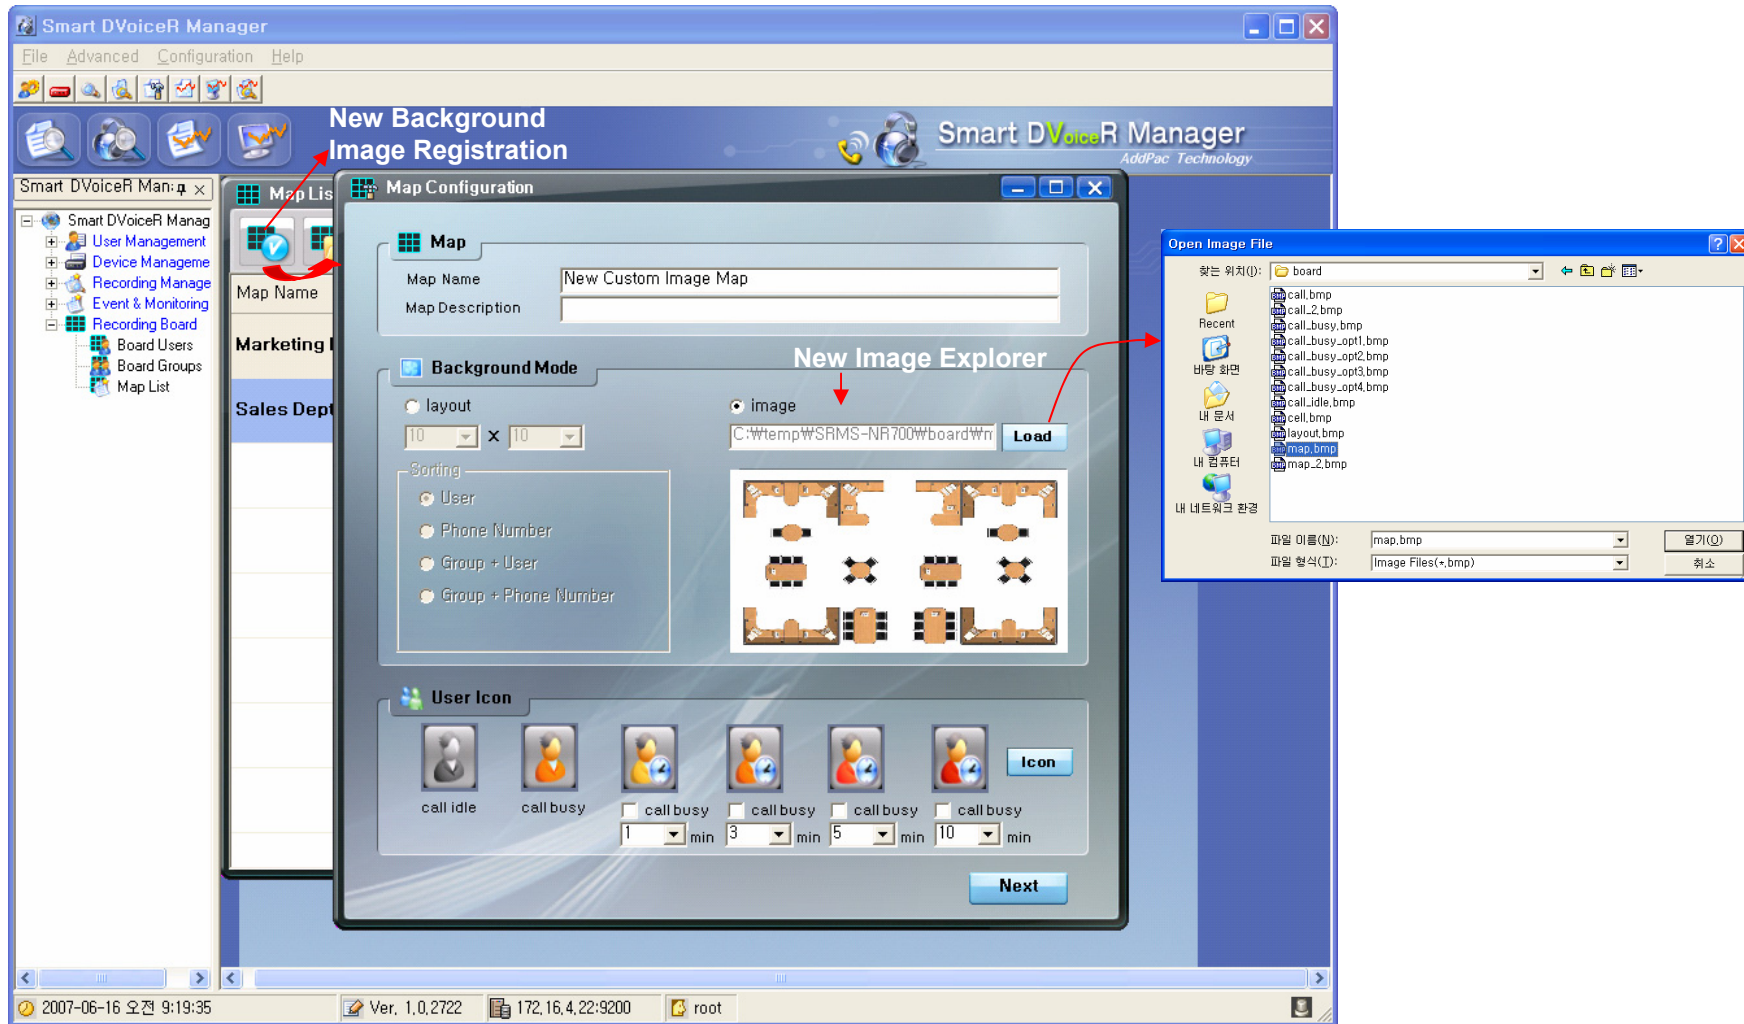 Smart DVoiceR Manager
File Advanced Configuration Help
New Background
Image Registration
Smart DVoiceR Manager
AddPac Technology
Smart DVoiceR Man
Smart DVoiceR Manag
User Management
Device Manageme
Recording Manage
Event & Monitoring
Recording Board
Board Users
Board Groups
Map List
Map Lis
Map Name
Marketing
Sales Dept
Map Configuration
Map
Map Name
New Custom Image Map
Map Description
Background Mode
New Image Explorer
layout
image
10 x 10
C:₩temp₩SRMS-NR700₩board₩m
Load
Sorting
User
Phone Number
Group + User
Group + Phone Number
User Icon
Icon
call idle
call busy
call busy
call busy
call busy
call busy
1 min
3 min
5 min
10 min
Next
Open Image File
찾는 위치(I):
board
Recent
바탕 화면
내 문서
내 컴퓨터
내 네트워크 환경
call.bmp
call_2.bmp
call_busy.bmp
call_busy_opt1.bmp
call_busy_opt2.bmp
call_busy_opt3.bmp
call_busy_opt4.bmp
call_idle.bmp
cell.bmp
layout.bmp
map.bmp
map_2.bmp
파일 이름(N):
map.bmp
열기(O)
파일 형식(T):
Image Files(*.bmp)
취소
2007-06-16 오전 9:19:35
Ver. 1.0.2722
172.16.4.22:9200
root